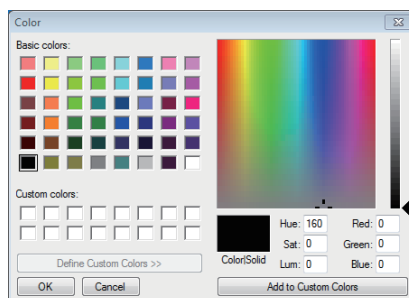 Color
Basic colors:
Custom colors:
Define Custom Colors >>
OK Cancel
Hue: 160 Red: 0
Sat: 0 Green: 0
Color|Solid Lum: 0 Blue: 0
Add to Custom Colors